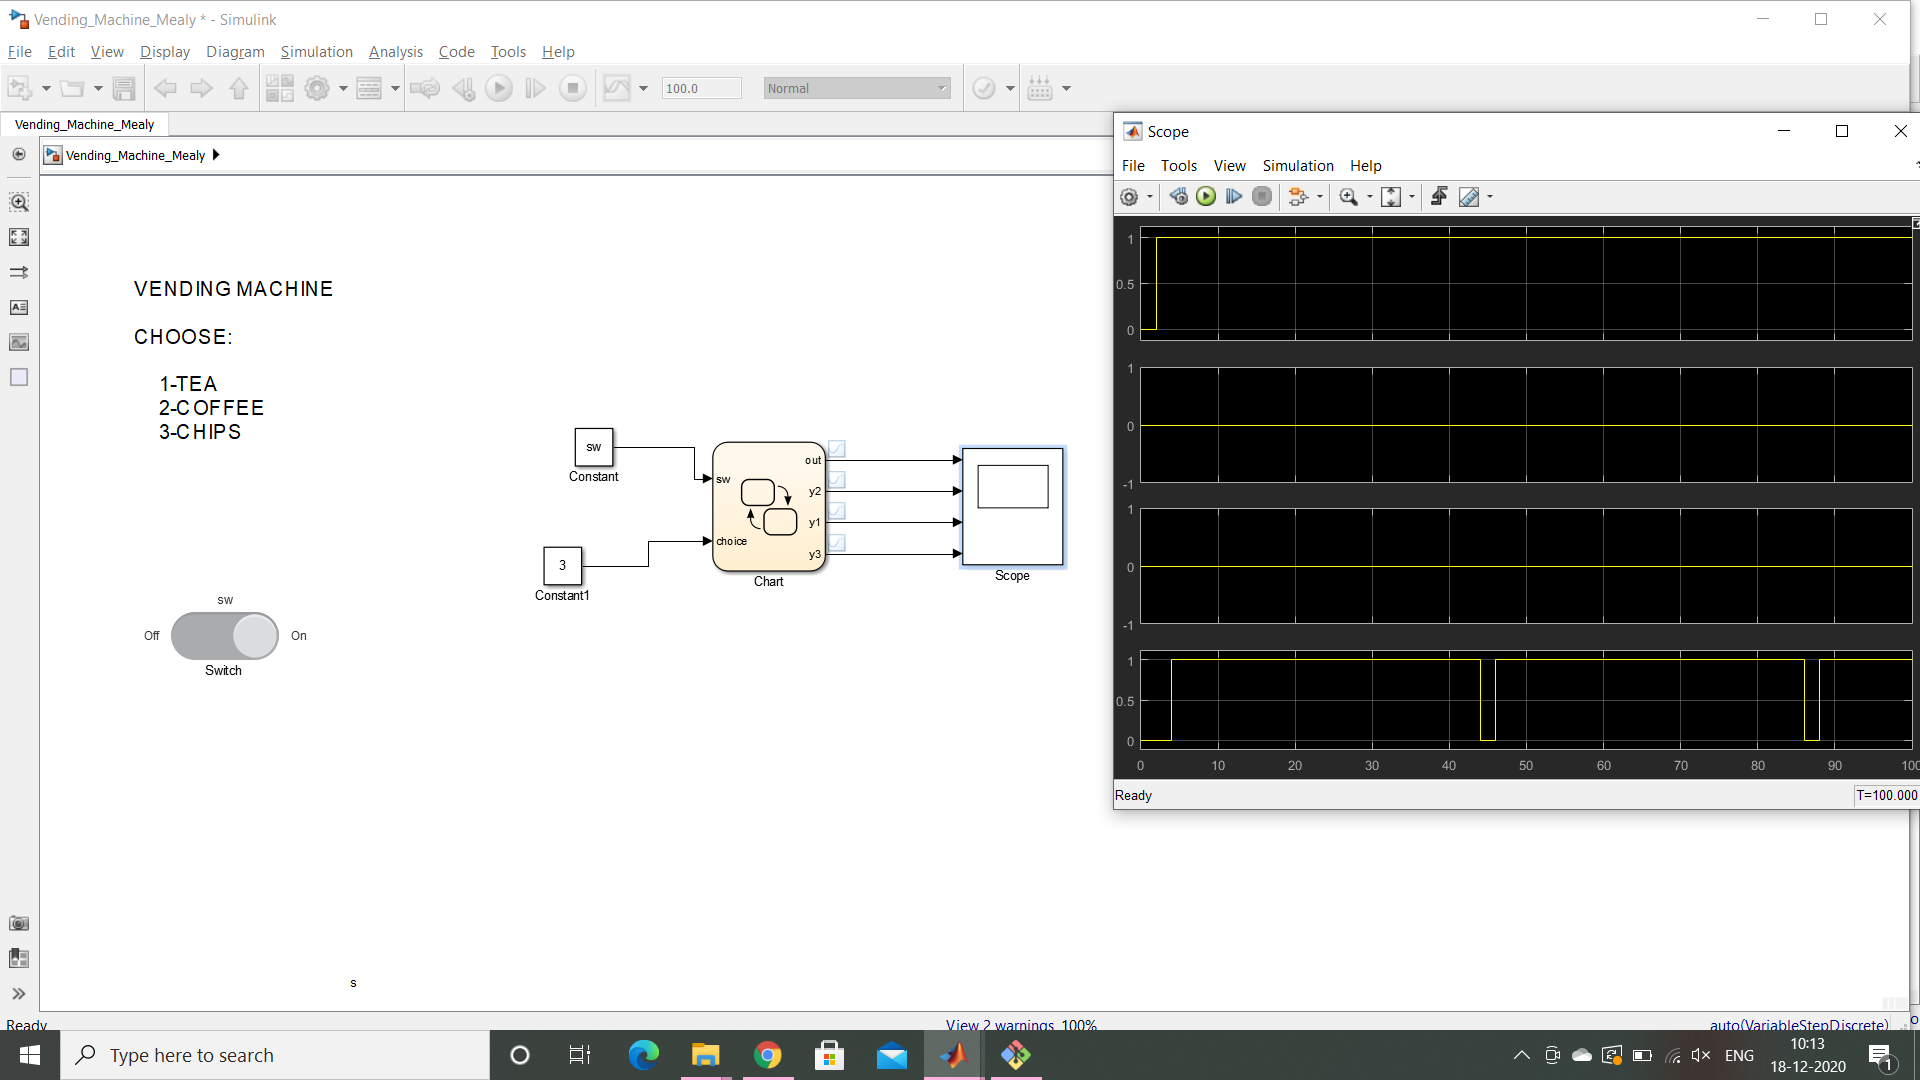 Vending_Machine_Mealy * - Simulink
File Edit View Display Diagram Simulation Analysis Code Tools Help
100.0 Normal
Vending_Machine_Mealy
Vending_Machine_Mealy
VENDING MACHINE
CHOOSE:
1-TEA
2-COFFEE
3-CHIPS
sw
Constant
3
Constant1
sw
choice
out
y2
y1
y3
Chart
Scope
sw
Off On
Switch
s
Scope
File Tools View Simulation Help
1
0.5
0
1
0
-1
1
0
-1
1
0.5
0
0 10 20 30 40 50 60 70 80 90 100
Ready T=100.000
Ready View 2 warnings 100% auto(VariableStepDiscrete)
Type here to search
ENG
10:13
18-12-2020
1